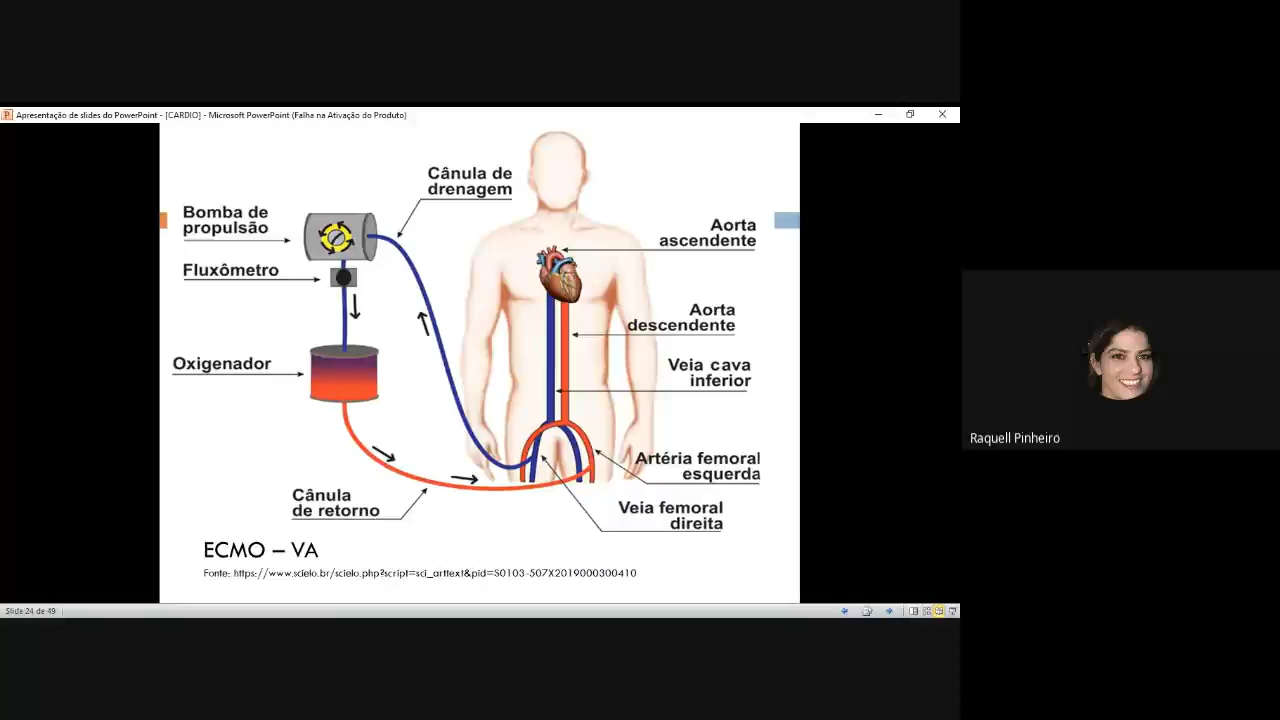 Apresentação de slides do PowerPoint - [CARDIO] - Microsoft PowerPoint (Falha na Ativação do Produto)
Cânula de
drenagem
Bomba de
propulsão
Fluxômetro
Oxigenador
Cânula
de retorno
Aorta
ascendente
Aorta
descendente
Veia cava
inferior
Artéria femoral
esquerda
Veia femoral
direita
ECMO – VA
Fonte: https://www.scielo.br/scielo.php?script=sci_arttext&pid=S0103-507X2019000300410
Slide 24 de 49
Raquell Pinheiro